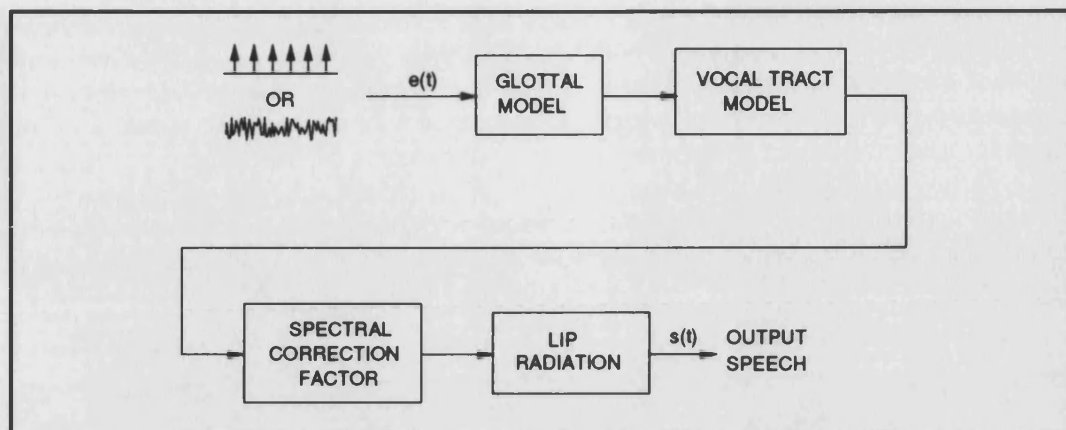 OR
e(t)
GLOTTAL
MODEL
VOCAL TRACT
MODEL
SPECTRAL
CORRECTION
FACTOR
LIP
RADIATION
s(t)
OUTPUT
SPEECH